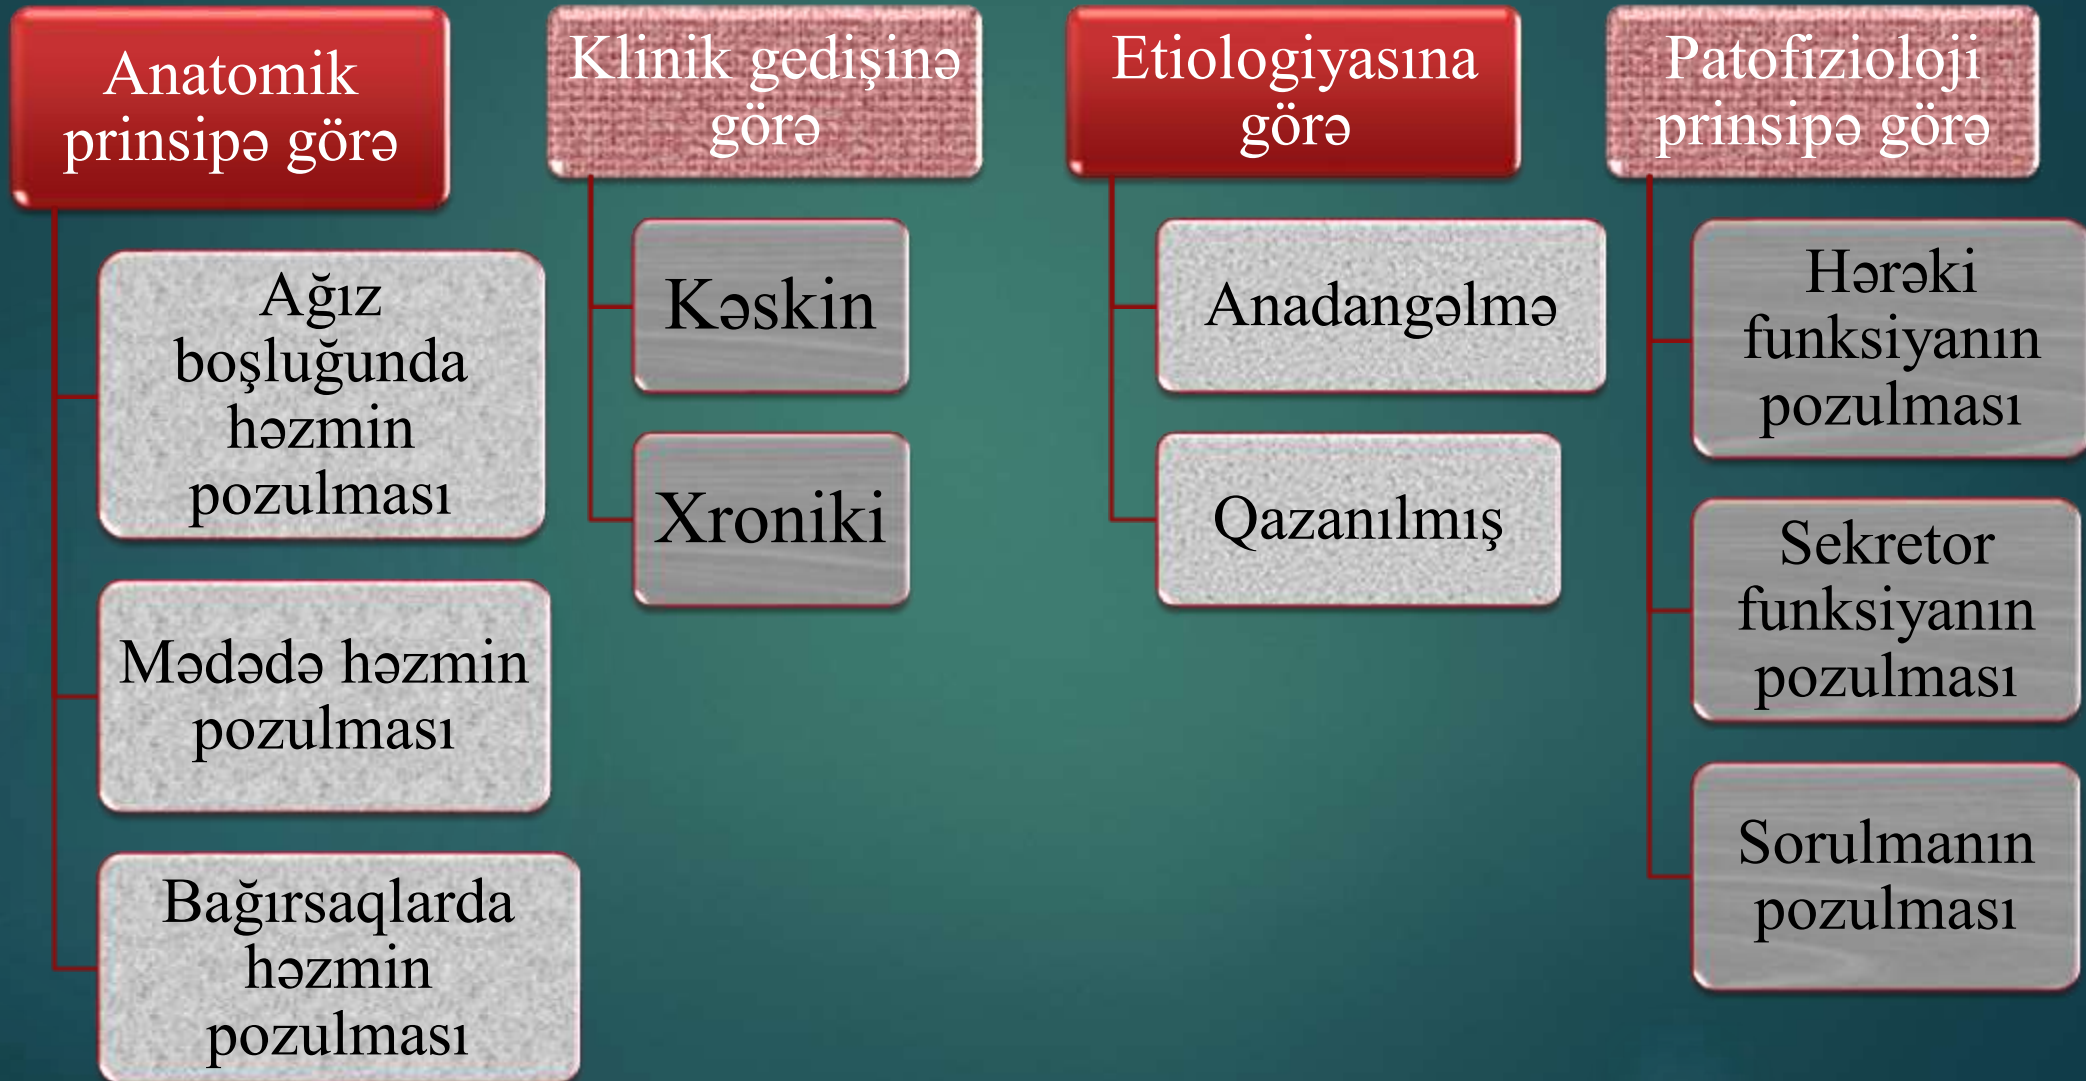 Anatomik
prinsipə görə
Ağız
boşluğunda
həzmin
pozulması
Mədədə həzmin
pozulması
Bağırsaqlarda
həzmin
pozulması
Klinik gedişinə
görə
Kəskin
Xroniki
Etiologiyasına
görə
Anadangəlmə
Qazanılmış
Patofizioloji
prinsipə görə
Hərəki
funksiyanın
pozulması
Sekretor
funksiyanın
pozulması
Sorulmanın
pozulması